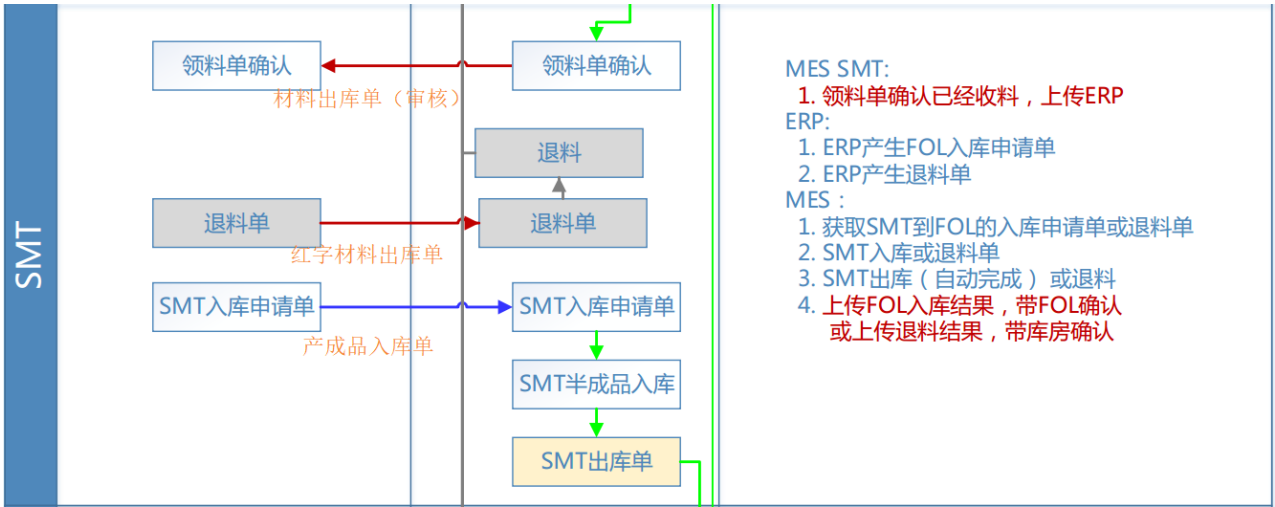 SMT
领料单确认
领料单确认
材料出库单（审核）
退料
退料单
退料单
红字材料出库单
SMT入库申请单
SMT入库申请单
产成品入库单
SMT半成品入库
SMT出库单
MES SMT:
1. 领料单确认已经收料，上传ERP
ERP:
1. ERP产生FOL入库申请单
2. ERP产生退料单
MES：
1. 获取SMT到FOL的入库申请单或退料单
2. SMT入库或退料单
3. SMT出库（自动完成）或退料
4. 上传FOL入库结果，带FOL确认
或上传退料结果，带库房确认